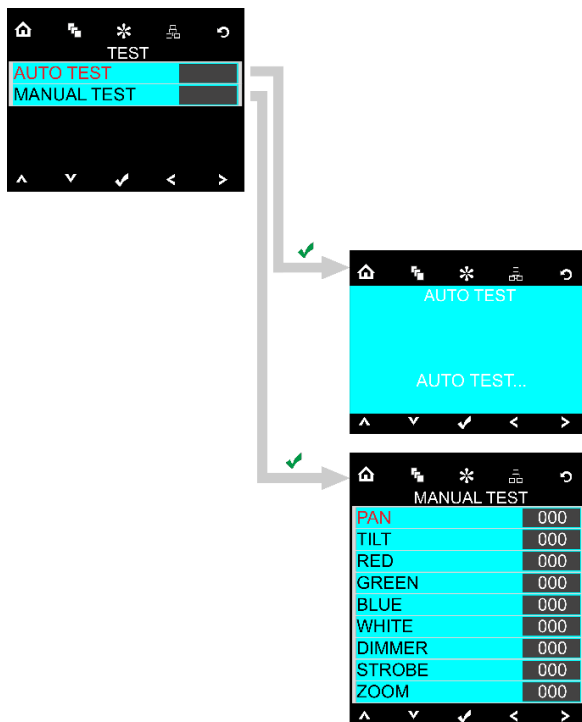 TEST
AUTO TEST
MANUAL TEST
AUTO TEST
AUTO TEST...
MANUAL TEST
PAN 000
TILT 000
RED 000
GREEN 000
BLUE 000
WHITE 000
DIMMER 000
STROBE 000
ZOOM 000